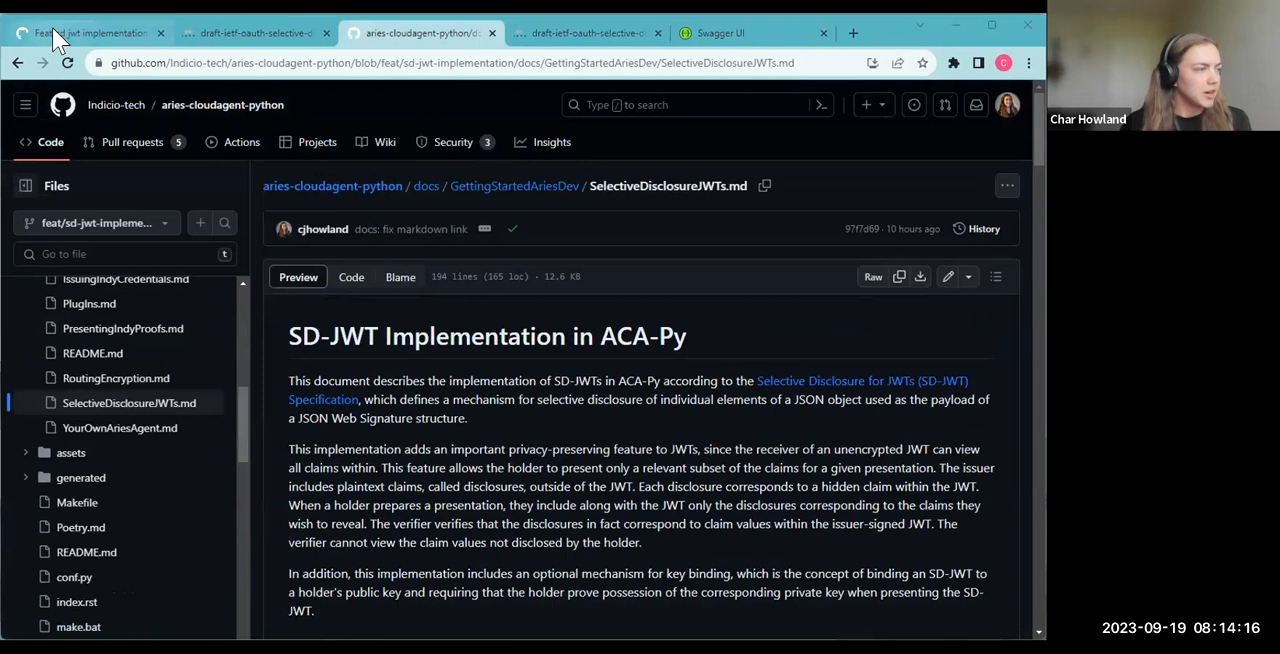 Feat/sd jwt implementation
draft-ietf-oauth-selective-d
aries-cloudagent-python/do
draft-ietf-oauth-selective-di
Swagger UI
github.com/Indicio-tech/aries-cloudagent-python/blob/feat/sd-jwt-implementation/docs/GettingStartedAriesDev/SelectiveDisclosureJWTs.md
C
Indicio-tech / aries-cloudagent-python
Type / to search
Code
Pull requests 5
Actions
Projects
Wiki
Security 3
Insights
Files
feat/sd-jwt-impleme...
Go to file t
IssuingIndyCredentials.md
PlugIns.md
PresentingIndyProofs.md
README.md
RoutingEncryption.md
SelectiveDisclosureJWTs.md
YourOwnAriesAgent.md
assets
generated
Makefile
Poetry.md
README.md
conf.py
index.rst
make.bat
aries-cloudagent-python / docs / GettingStartedAriesDev / SelectiveDisclosureJWTs.md
cjhowland docs: fix markdown link
97f7d69 · 10 hours ago
History
Preview
Code
Blame
194 lines (165 loc) · 12.6 KB
Raw
SD-JWT Implementation in ACA-Py
This document describes the implementation of SD-JWTs in ACA-Py according to the Selective Disclosure for JWTs (SD-JWT)
Specification, which defines a mechanism for selective disclosure of individual elements of a JSON object used as the payload of
a JSON Web Signature structure.
This implementation adds an important privacy-preserving feature to JWTs, since the receiver of an unencrypted JWT can view
all claims within. This feature allows the holder to present only a relevant subset of the claims for a given presentation. The issuer
includes plaintext claims, called disclosures, outside of the JWT. Each disclosure corresponds to a hidden claim within the JWT.
When a holder prepares a presentation, they include along with the JWT only the disclosures corresponding to the claims they
wish to reveal. The verifier verifies that the disclosures in fact correspond to claim values within the issuer-signed JWT. The
verifier cannot view the claim values not disclosed by the holder.
In addition, this implementation includes an optional mechanism for key binding, which is the concept of binding an SD-JWT to
a holder's public key and requiring that the holder prove possession of the corresponding private key when presenting the SD-
JWT.
Char Howland
2023-09-19 08:14:16